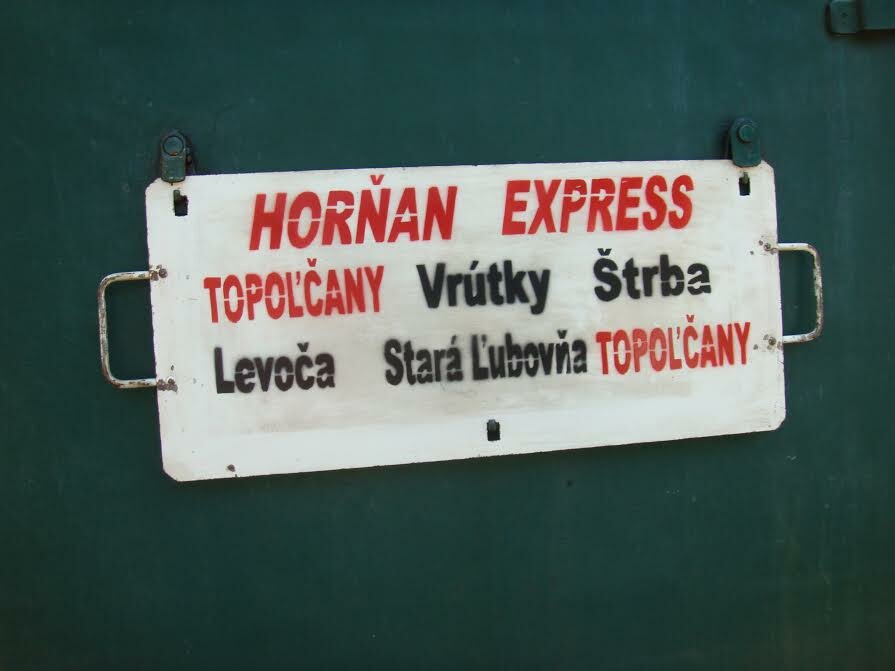 HORŇAN EXPRESS
TOPOĽČANY Vrútky Štrba
Levoča Stará Ľubovňa TOPOĽČANY